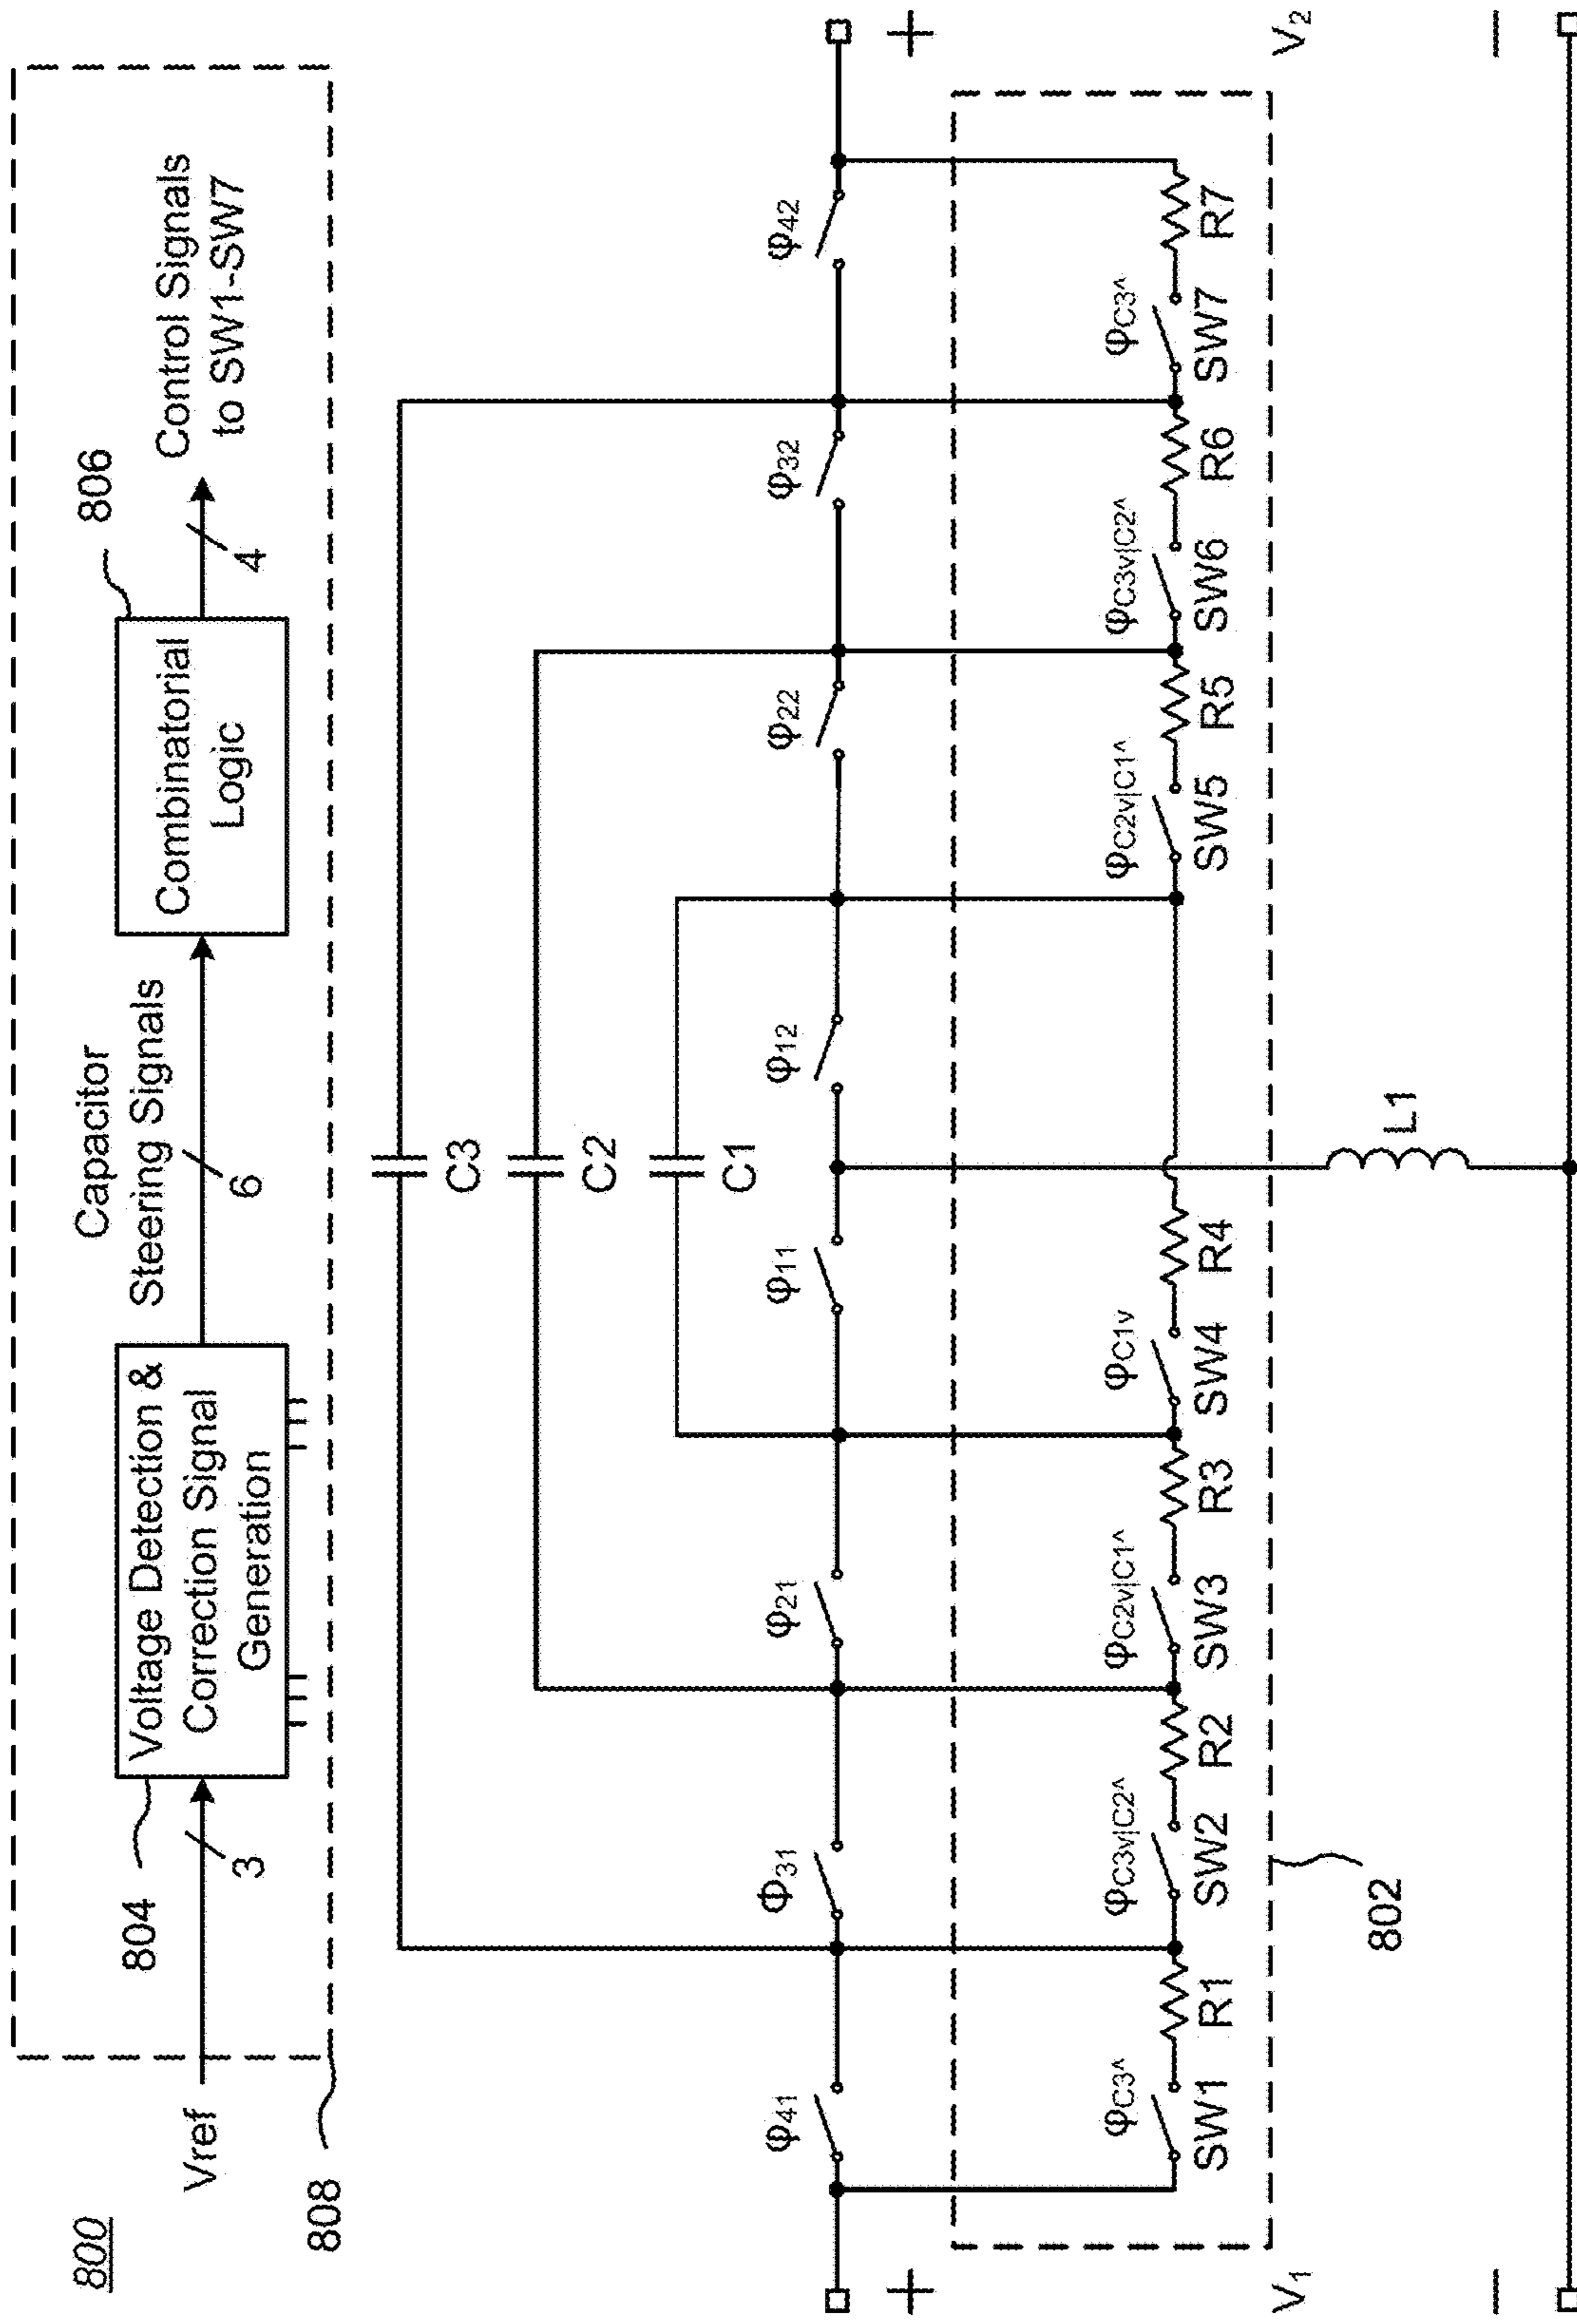 800
808
Vref
3
804
Voltage Detection &
Correction Signal
Generation
Capacitor
Steering Signals
6
Combinatorial
Logic
806
4
Control Signals
to SW1-SW7
C3
C2
C1
φ41
Φ31
φ21
φ11
φ12
φ22
φ32
φ42
+
V1
−
+
V2
−
φC3^
φC3v|C2^
φC2v|C1^
φC1v
φC2v|C1^
φC3v|C2^
φC3^
SW1 R1 SW2 R2 SW3 R3 SW4 R4 SW5 R5 SW6 R6 SW7 R7
L1
802